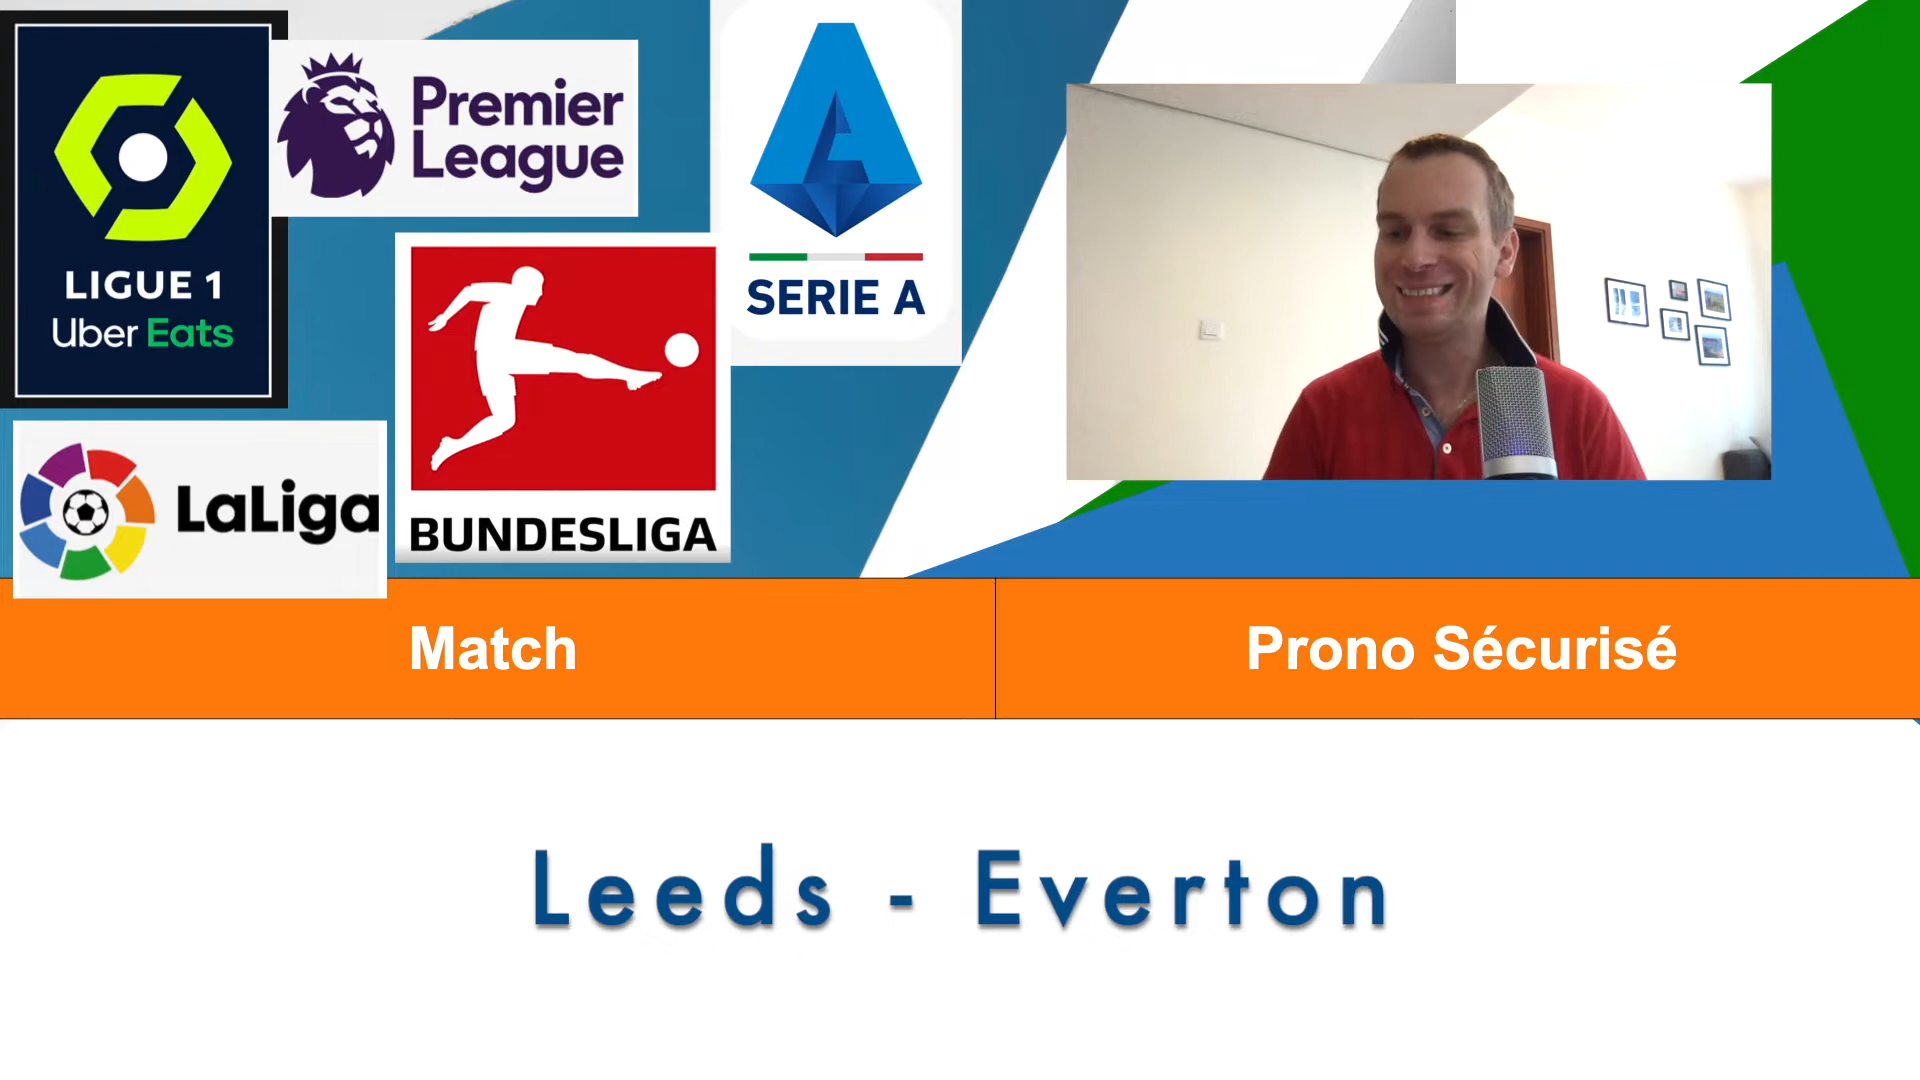 LIGUE 1
Uber Eats
Premier
League
SERIE A
BUNDESLIGA
LaLiga
Match
Prono Sécurisé
Leeds - Everton